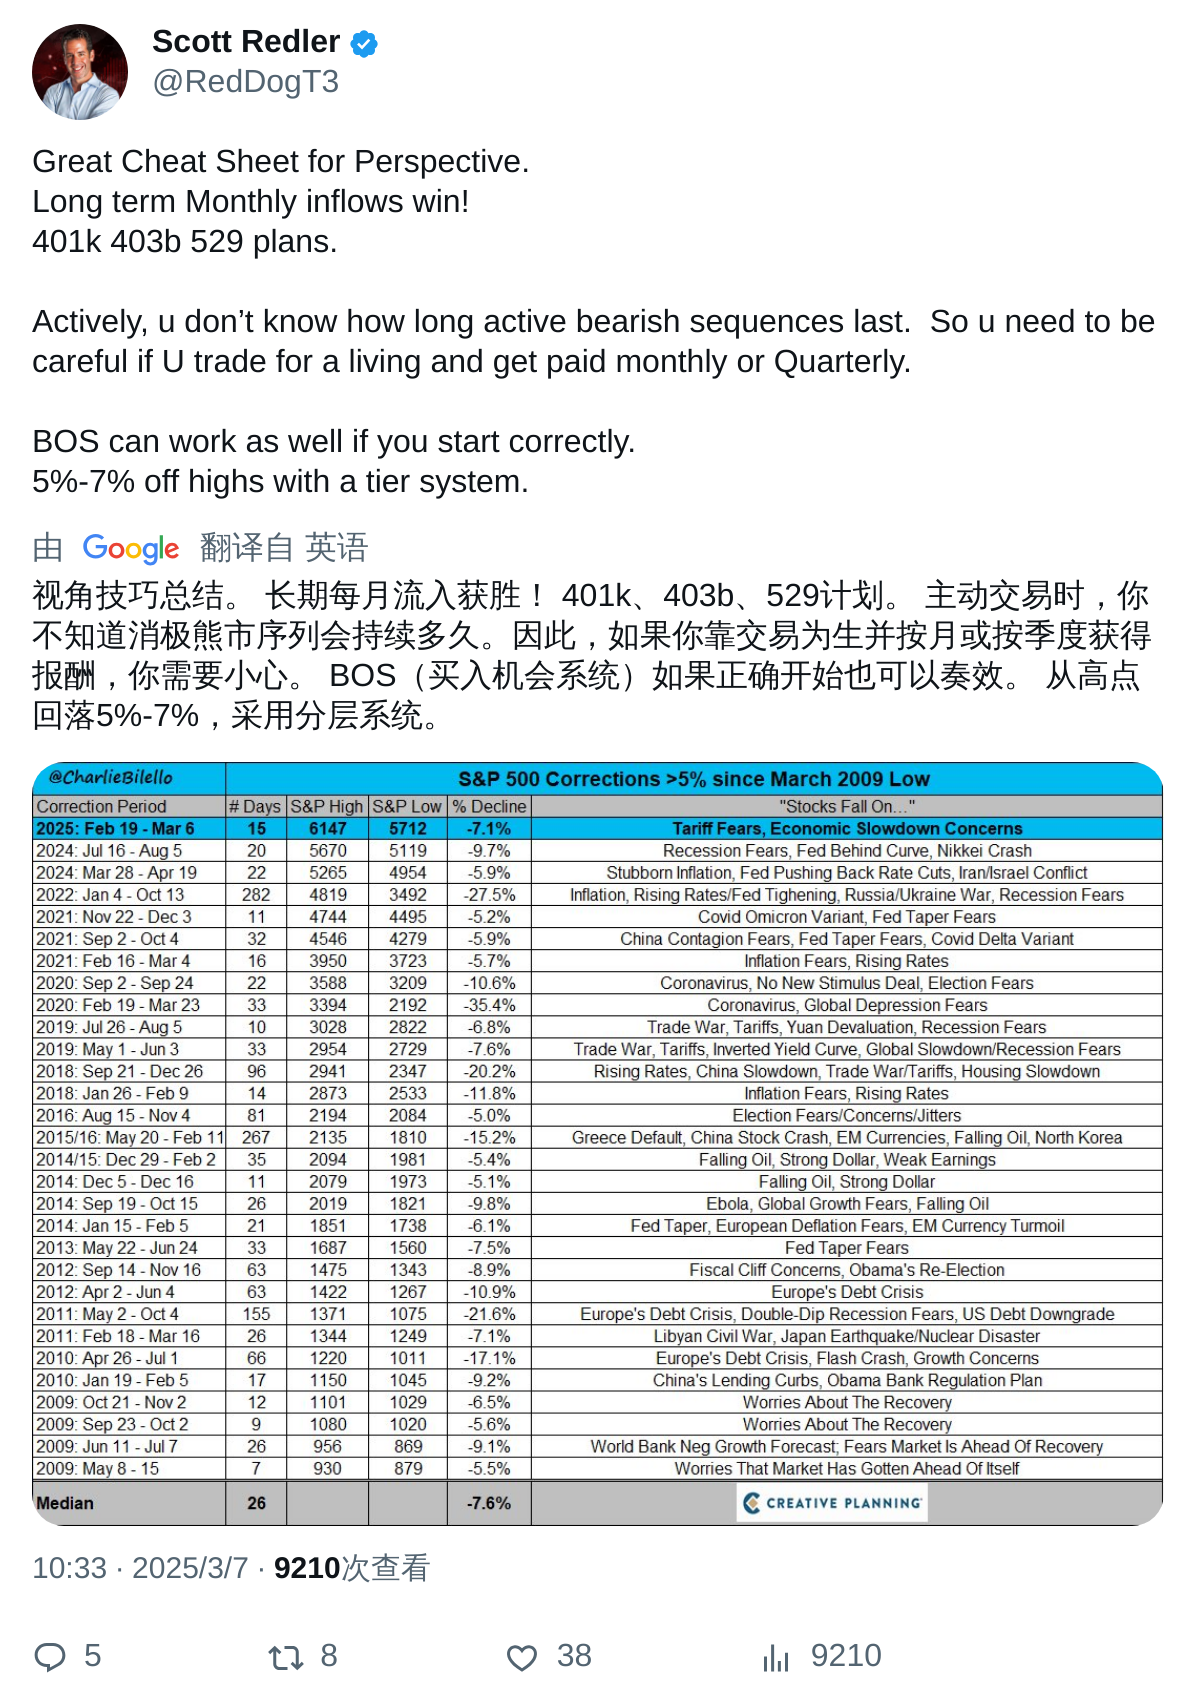 Scott Redler
@RedDogT3
Great Cheat Sheet for Perspective.
Long term Monthly inflows win!
401k 403b 529 plans.
Actively, u don’t know how long active bearish sequences last.  So u need to be
careful if U trade for a living and get paid monthly or Quarterly.
BOS can work as well if you start correctly.
5%-7% off highs with a tier system.
由 Google 翻译自 英语
视角技巧总结。 长期每月流入获胜！ 401k、403b、529计划。 主动交易时，你
不知道消极熊市序列会持续多久。因此，如果你靠交易为生并按月或按季度获得
报酬，你需要小心。 BOS（买入机会系统）如果正确开始也可以奏效。 从高点
回落5%-7%，采用分层系统。
@CharlieBilello S&P 500 Corrections >5% since March 2009 Low
Correction Period # Days S&P High S&P Low % Decline "Stocks Fall On..."
2025: Feb 19 - Mar 6 15 6147 5712 -7.1% Tariff Fears, Economic Slowdown Concerns
2024: Jul 16 - Aug 5 20 5670 5119 -9.7% Recession Fears, Fed Behind Curve, Nikkei Crash
2024: Mar 28 - Apr 19 22 5265 4954 -5.9% Stubborn Inflation, Fed Pushing Back Rate Cuts, Iran/Israel Conflict
2022: Jan 4 - Oct 13 282 4819 3492 -27.5% Inflation, Rising Rates/Fed Tighening, Russia/Ukraine War, Recession Fears
2021: Nov 22 - Dec 3 11 4744 4495 -5.2% Covid Omicron Variant, Fed Taper Fears
2021: Sep 2 - Oct 4 32 4546 4279 -5.9% China Contagion Fears, Fed Taper Fears, Covid Delta Variant
2021: Feb 16 - Mar 4 16 3950 3723 -5.7% Inflation Fears, Rising Rates
2020: Sep 2 - Sep 24 22 3588 3209 -10.6% Coronavirus, No New Stimulus Deal, Election Fears
2020: Feb 19 - Mar 23 33 3394 2192 -35.4% Coronavirus, Global Depression Fears
2019: Jul 26 - Aug 5 10 3028 2822 -6.8% Trade War, Tariffs, Yuan Devaluation, Recession Fears
2019: May 1 - Jun 3 33 2954 2729 -7.6% Trade War, Tariffs, Inverted Yield Curve, Global Slowdown/Recession Fears
2018: Sep 21 - Dec 26 96 2941 2347 -20.2% Rising Rates, China Slowdown, Trade War/Tariffs, Housing Slowdown
2018: Jan 26 - Feb 9 14 2873 2533 -11.8% Inflation Fears, Rising Rates
2016: Aug 15 - Nov 4 81 2194 2084 -5.0% Election Fears/Concerns/Jitters
2015/16: May 20 - Feb 11 267 2135 1810 -15.2% Greece Default, China Stock Crash, EM Currencies, Falling Oil, North Korea
2014/15: Dec 29 - Feb 2 35 2094 1981 -5.4% Falling Oil, Strong Dollar, Weak Earnings
2014: Dec 5 - Dec 16 11 2079 1973 -5.1% Falling Oil, Strong Dollar
2014: Sep 19 - Oct 15 26 2019 1821 -9.8% Ebola, Global Growth Fears, Falling Oil
2014: Jan 15 - Feb 5 21 1851 1738 -6.1% Fed Taper, European Deflation Fears, EM Currency Turmoil
2013: May 22 - Jun 24 33 1687 1560 -7.5% Fed Taper Fears
2012: Sep 14 - Nov 16 63 1475 1343 -8.9% Fiscal Cliff Concerns, Obama's Re-Election
2012: Apr 2 - Jun 4 63 1422 1267 -10.9% Europe's Debt Crisis
2011: May 2 - Oct 4 155 1371 1075 -21.6% Europe's Debt Crisis, Double-Dip Recession Fears, US Debt Downgrade
2011: Feb 18 - Mar 16 26 1344 1249 -7.1% Libyan Civil War, Japan Earthquake/Nuclear Disaster
2010: Apr 26 - Jul 1 66 1220 1011 -17.1% Europe's Debt Crisis, Flash Crash, Growth Concerns
2010: Jan 19 - Feb 5 17 1150 1045 -9.2% China's Lending Curbs, Obama Bank Regulation Plan
2009: Oct 21 - Nov 2 12 1101 1029 -6.5% Worries About The Recovery
2009: Sep 23 - Oct 2 9 1080 1020 -5.6% Worries About The Recovery
2009: Jun 11 - Jul 7 26 956 869 -9.1% World Bank Neg Growth Forecast; Fears Market Is Ahead Of Recovery
2009: May 8 - 15 7 930 879 -5.5% Worries That Market Has Gotten Ahead Of Itself
Median 26 -7.6% CREATIVE PLANNING
10:33 · 2025/3/7 · 9210次查看
5 8 38 9210